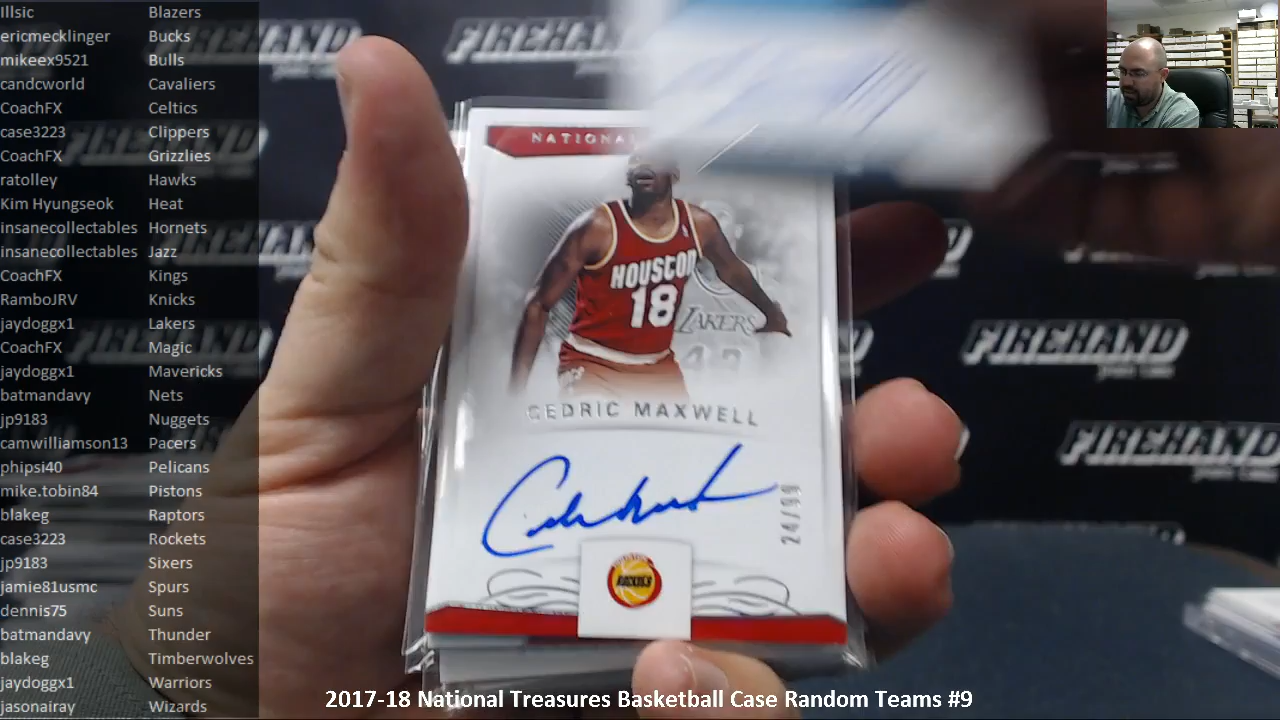 Illsic Blazers
ericmecklinger Bucks
mikeex9521 Bulls
candcworld Cavaliers
CoachFX Celtics
case3223 Clippers
CoachFX Grizzlies
ratolley Hawks
Kim Hyungseok Heat
insanecollectables Hornets
insanecollectables Jazz
CoachFX Kings
RamboJRV Knicks
jaydoggx1 Lakers
CoachFX Magic
jaydoggx1 Mavericks
batmandavy Nets
jp9183 Nuggets
camwilliamson13 Pacers
phipsi40 Pelicans
mike.tobin84 Pistons
blakeg Raptors
case3223 Rockets
jp9183 Sixers
jamie81usmc Spurs
dennis75 Suns
batmandavy Thunder
blakeg Timberwolves
jaydoggx1 Warriors
jasonairay Wizards
FIREHAND
FIREHAND
FIREHAND
FIREHAND
NATIONA
HOUSTON
18
LAKERS
CEDRIC MAXWELL
24/99
ROCKETS
2017-18 National Treasures Basketball Case Random Teams #9